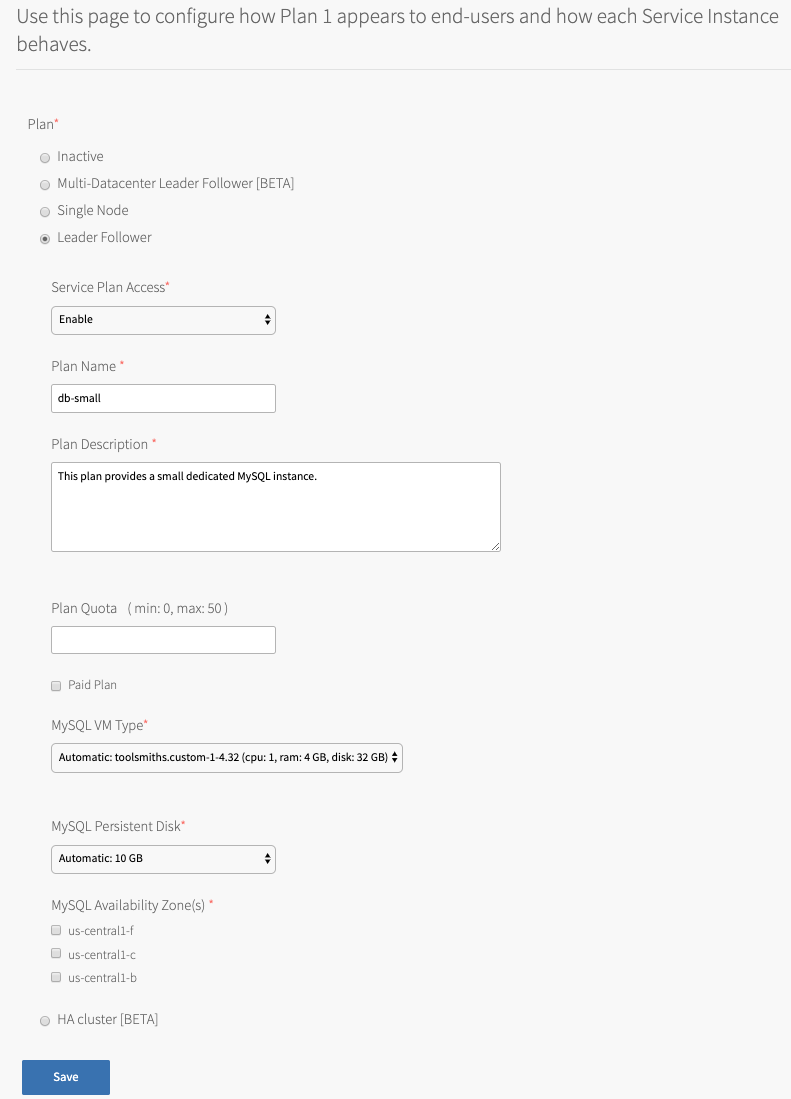 Use this page to configure how Plan 1 appears to end-users and how each Service Instance
behaves.
Plan*
Inactive
Multi-Datacenter Leader Follower [BETA]
Single Node
Leader Follower
Service Plan Access*
Enable
Plan Name *
db-small
Plan Description *
This plan provides a small dedicated MySQL instance.
Plan Quota ( min: 0, max: 50 )
Paid Plan
MySQL VM Type*
Automatic: toolsmiths.custom-1-4.32 (cpu: 1, ram: 4 GB, disk: 32 GB)
MySQL Persistent Disk*
Automatic: 10 GB
MySQL Availability Zone(s) *
us-central1-f
us-central1-c
us-central1-b
HA cluster [BETA]
Save